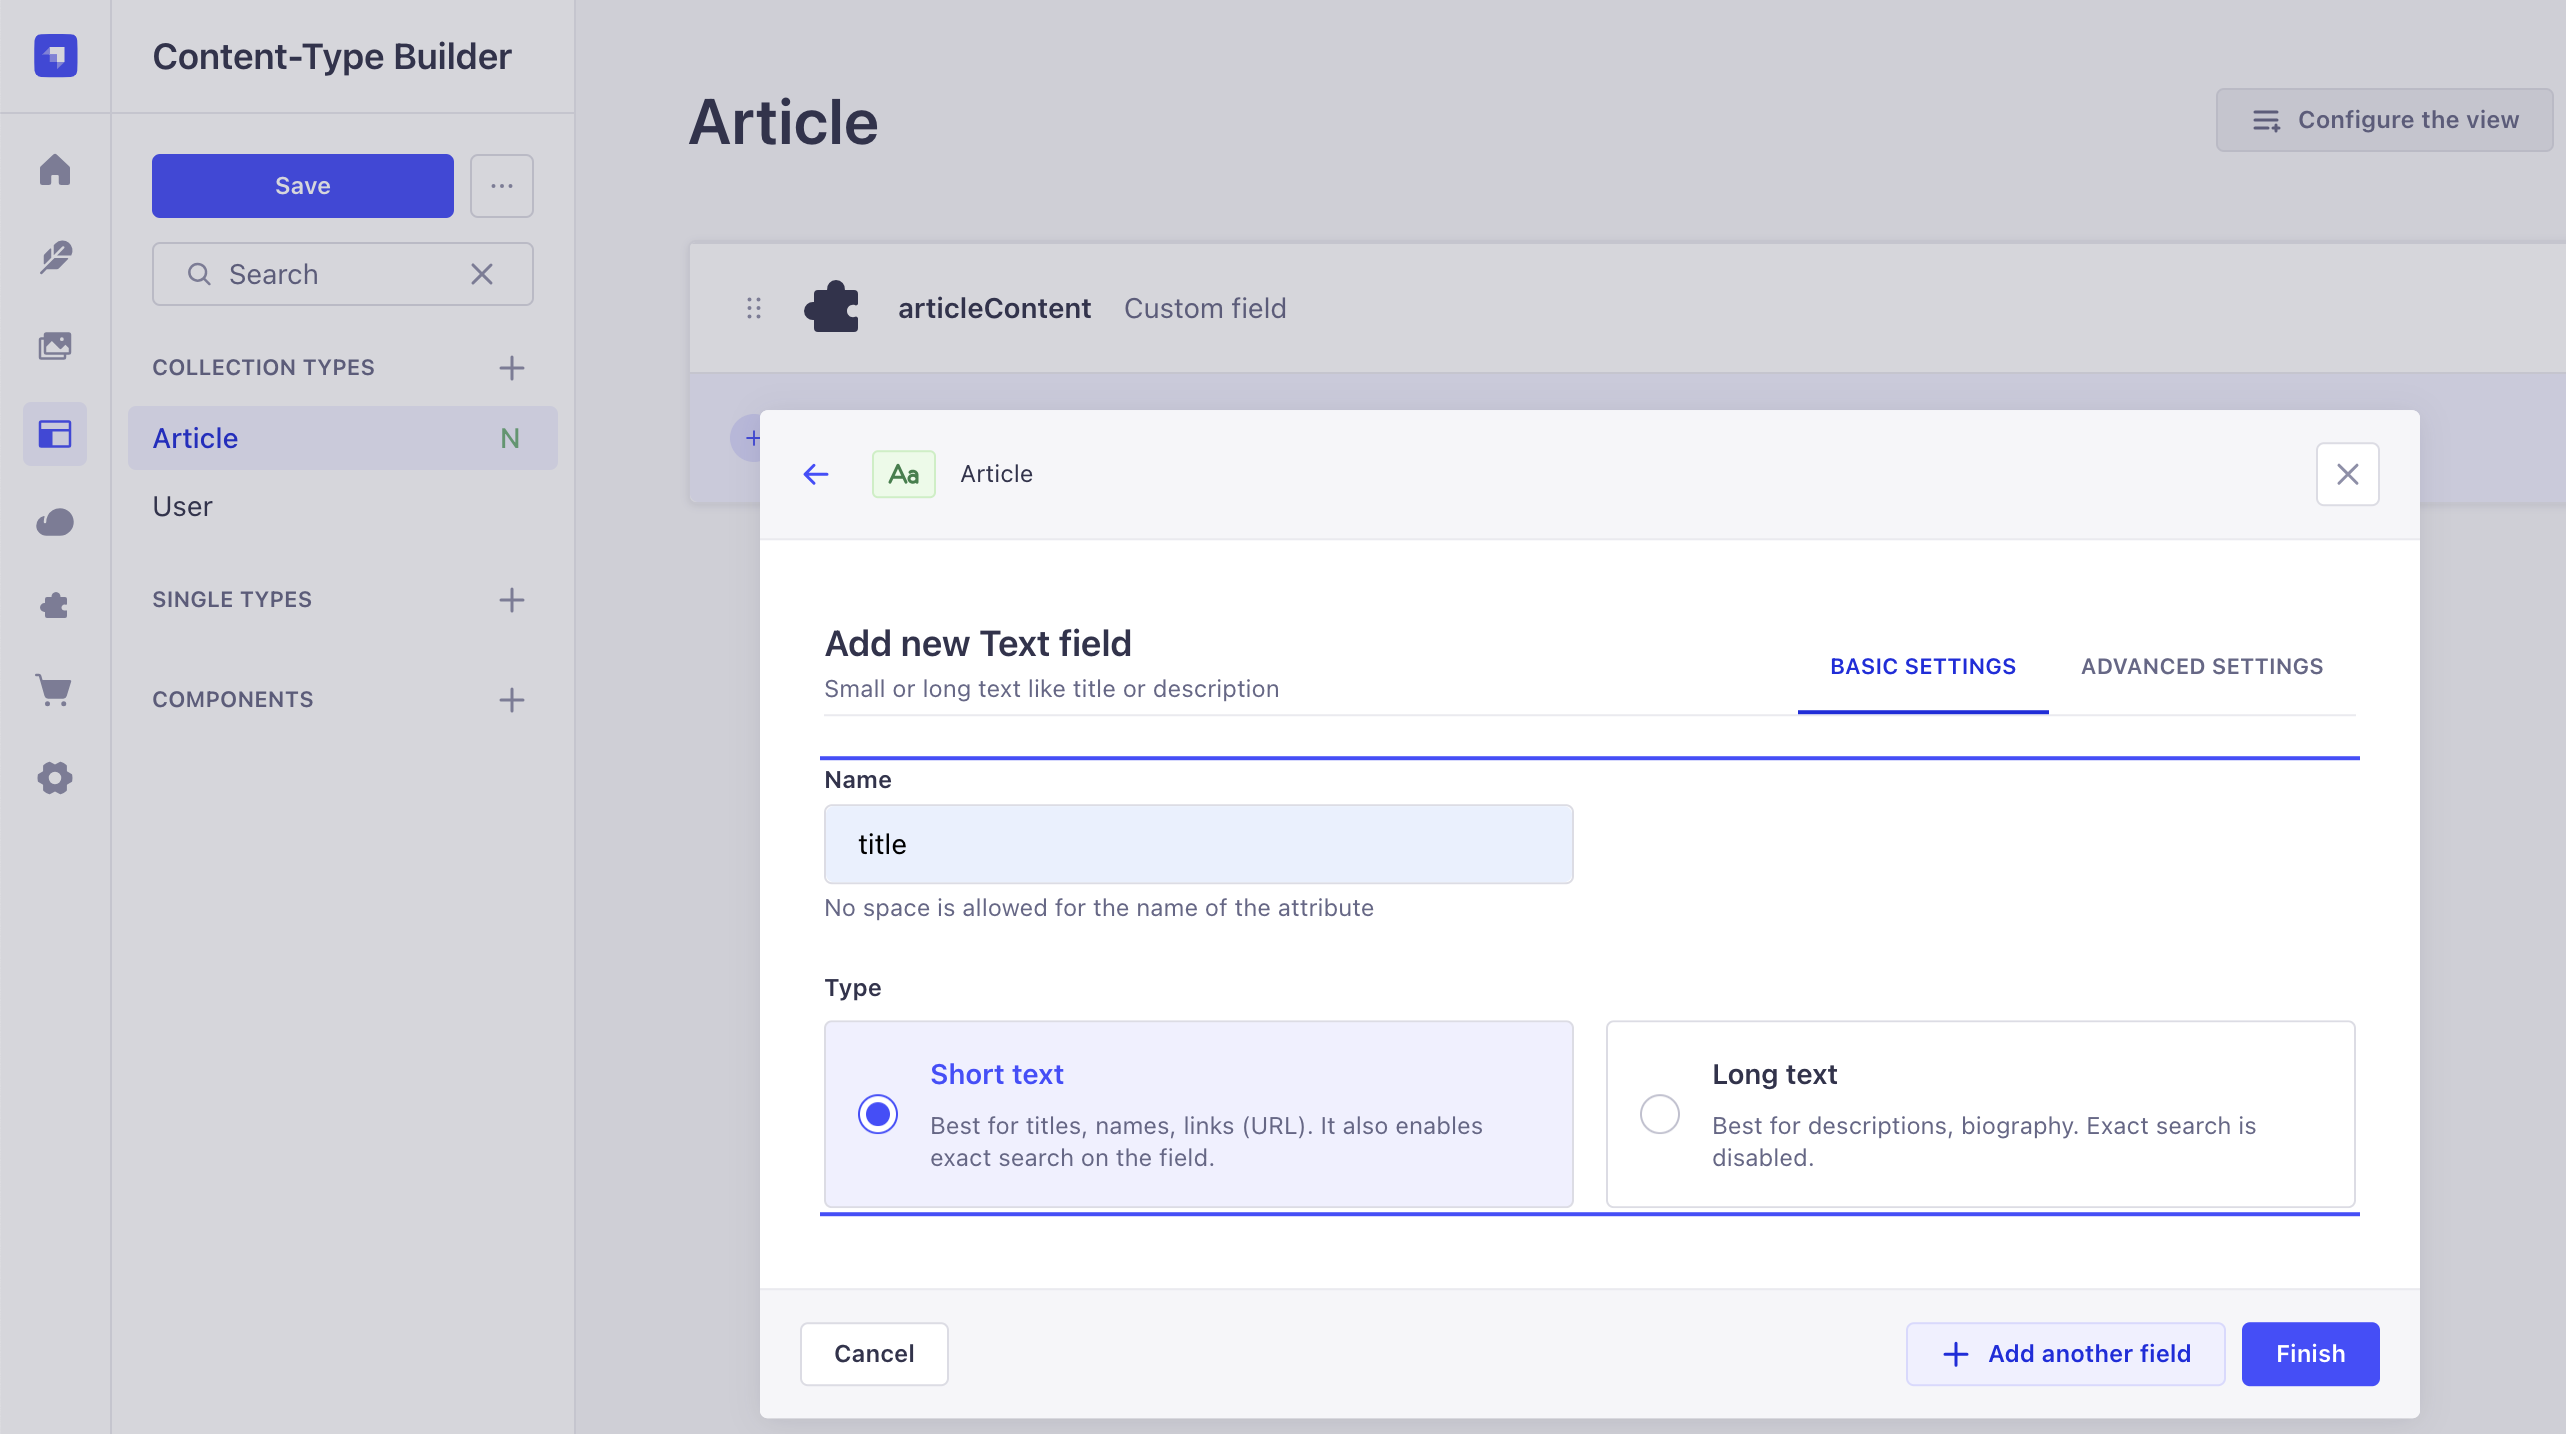 Content-Type Builder
Save
Search
COLLECTION TYPES
Article N
User
SINGLE TYPES
COMPONENTS
Article
Configure the view
articleContent Custom field
Aa Article
Add new Text field
Small or long text like title or description
BASIC SETTINGS
ADVANCED SETTINGS
Name
title
No space is allowed for the name of the attribute
Type
Short text
Best for titles, names, links (URL). It also enables
exact search on the field.
Long text
Best for descriptions, biography. Exact search is
disabled.
Cancel
Add another field
Finish